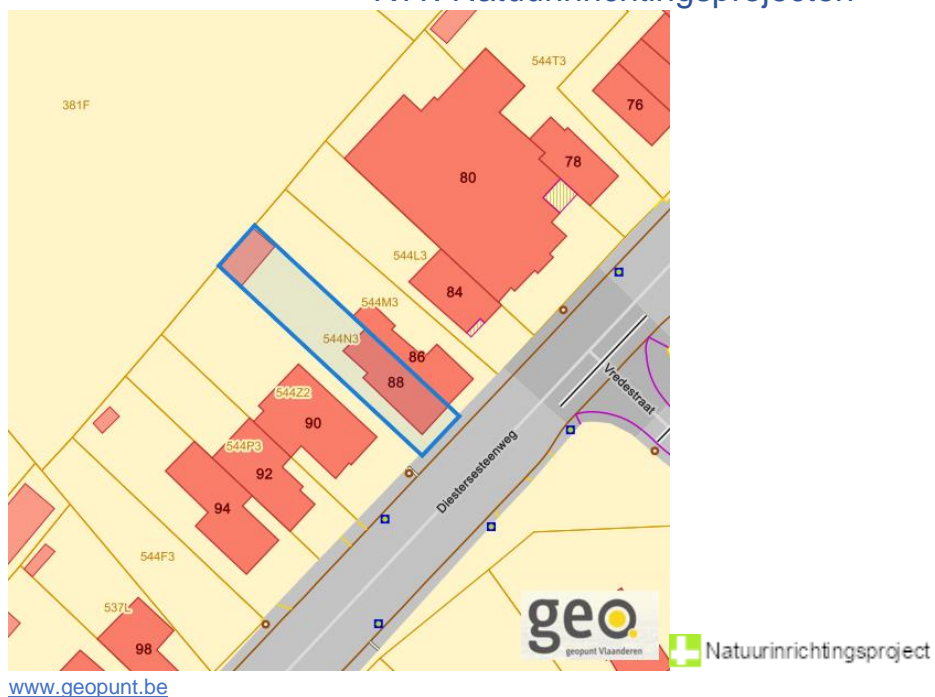 544T3
381F
76
78
80
544L3
84
544M3
544N3
86
88
Vredestraat
544Z2
90
544P3
92
94
Diestersesteenweg
544F3
537L
98
geo.
geopunt Vlaanderen
Natuurinrichtingsproject
www.geopunt.be